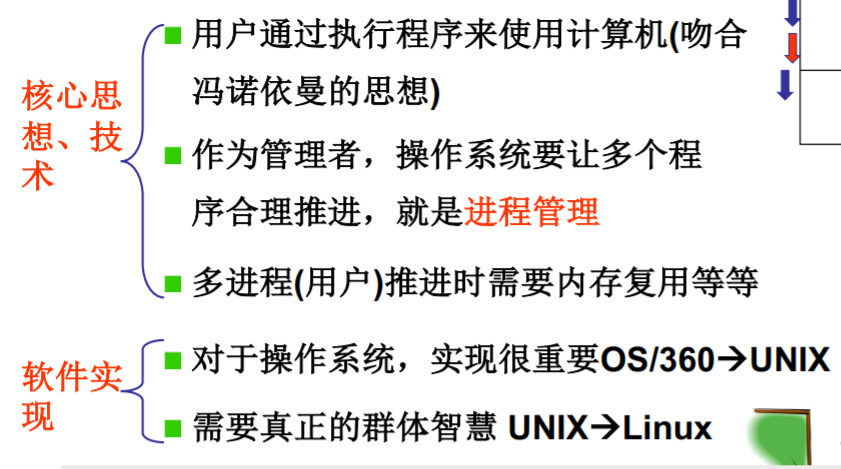 核心思
想、技
术
用户通过执行程序来使用计算机(吻合
冯诺依曼的思想)
作为管理者，操作系统要让多个程
序合理推进，就是进程管理
多进程(用户)推进时需要内存复用等等
软件实
现
对于操作系统，实现很重要OS/360→UNIX
需要真正的群体智慧 UNIX→Linux